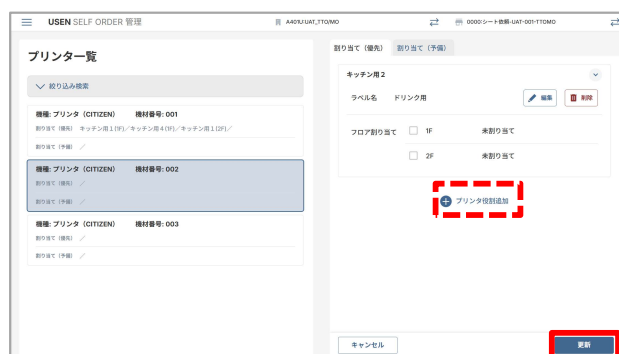 USEN SELF ORDER 管理
A401U/UAT_TTO/MO
0000:シート依頼-UAT-001-TTOMO
プリンタ一覧
絞り込み検索
機種: プリンタ（CITIZEN） 機材番号: 001
割り当て（優先） キッチン用１(1F)／キッチン用４(1F)／キッチン用１(2F)／
割り当て（予備） ／
機種: プリンタ（CITIZEN） 機材番号: 002
割り当て（優先） ／
割り当て（予備） ／
機種: プリンタ（CITIZEN） 機材番号: 003
割り当て（優先） ／
割り当て（予備） ／
割り当て（優先） 割り当て（予備）
キッチン用２
ラベル名 ドリンク用 編集 削除
フロア割り当て 1F 未割り当て
2F 未割り当て
プリンタ役割追加
キャンセル 更新